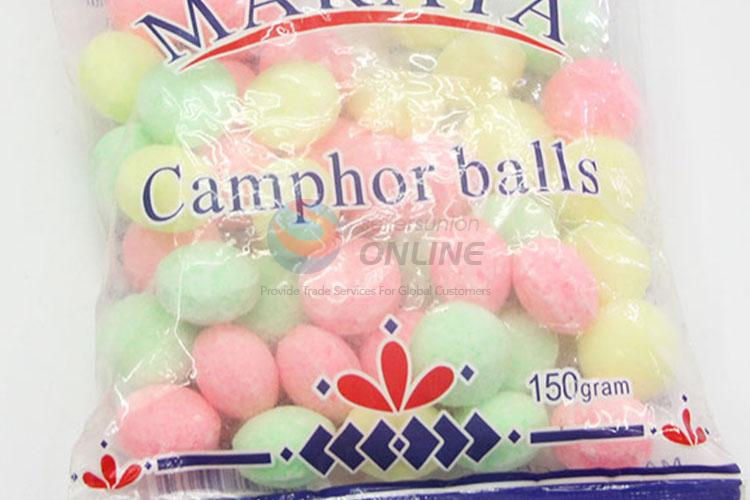 Camphor balls
ONLINE
Provide Trade Services For Global Customers
150gram